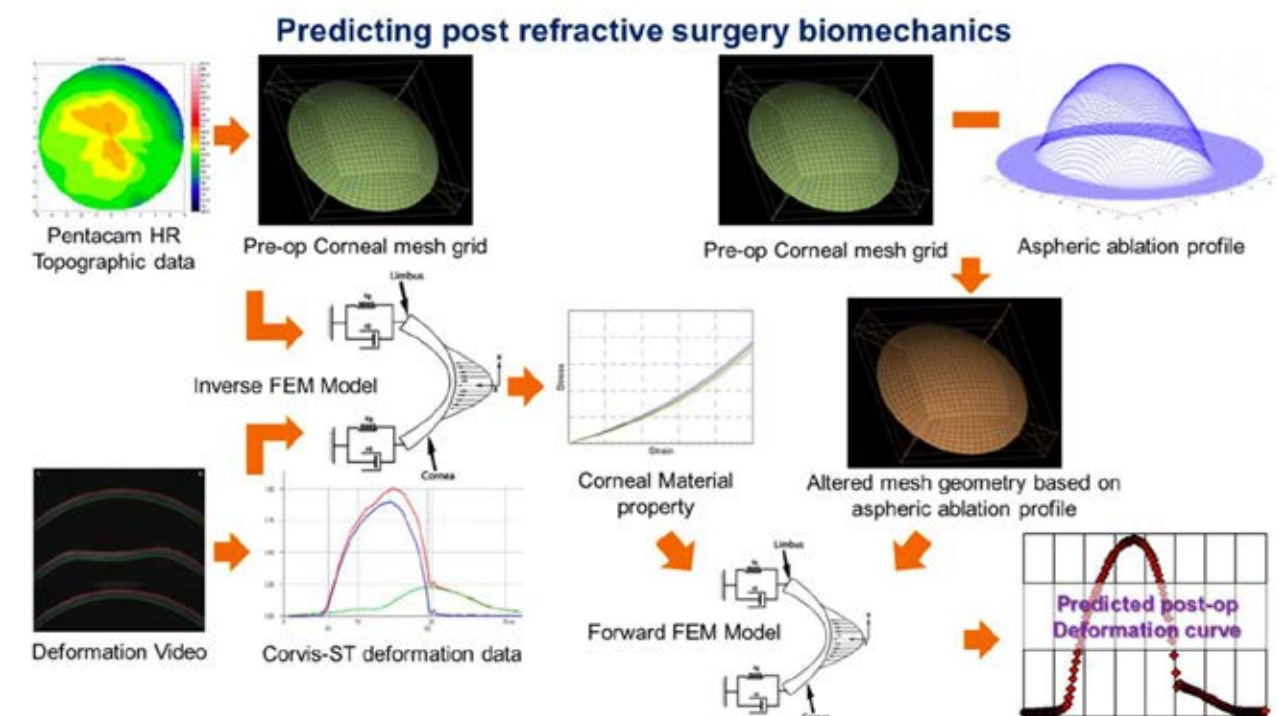 Predicting post refractive surgery biomechanics
Pentacam HR
Topographic data
Pre-op Corneal mesh grid
Pre-op Corneal mesh grid
Aspheric ablation profile
Limbus
Inverse FEM Model
Cornea
Stress
Strain
Corneal Material
property
Altered mesh geometry based on
aspheric ablation profile
Deformation Video
Corvis-ST deformation data
Limbus
Forward FEM Model
Predicted post-op
Deformation curve